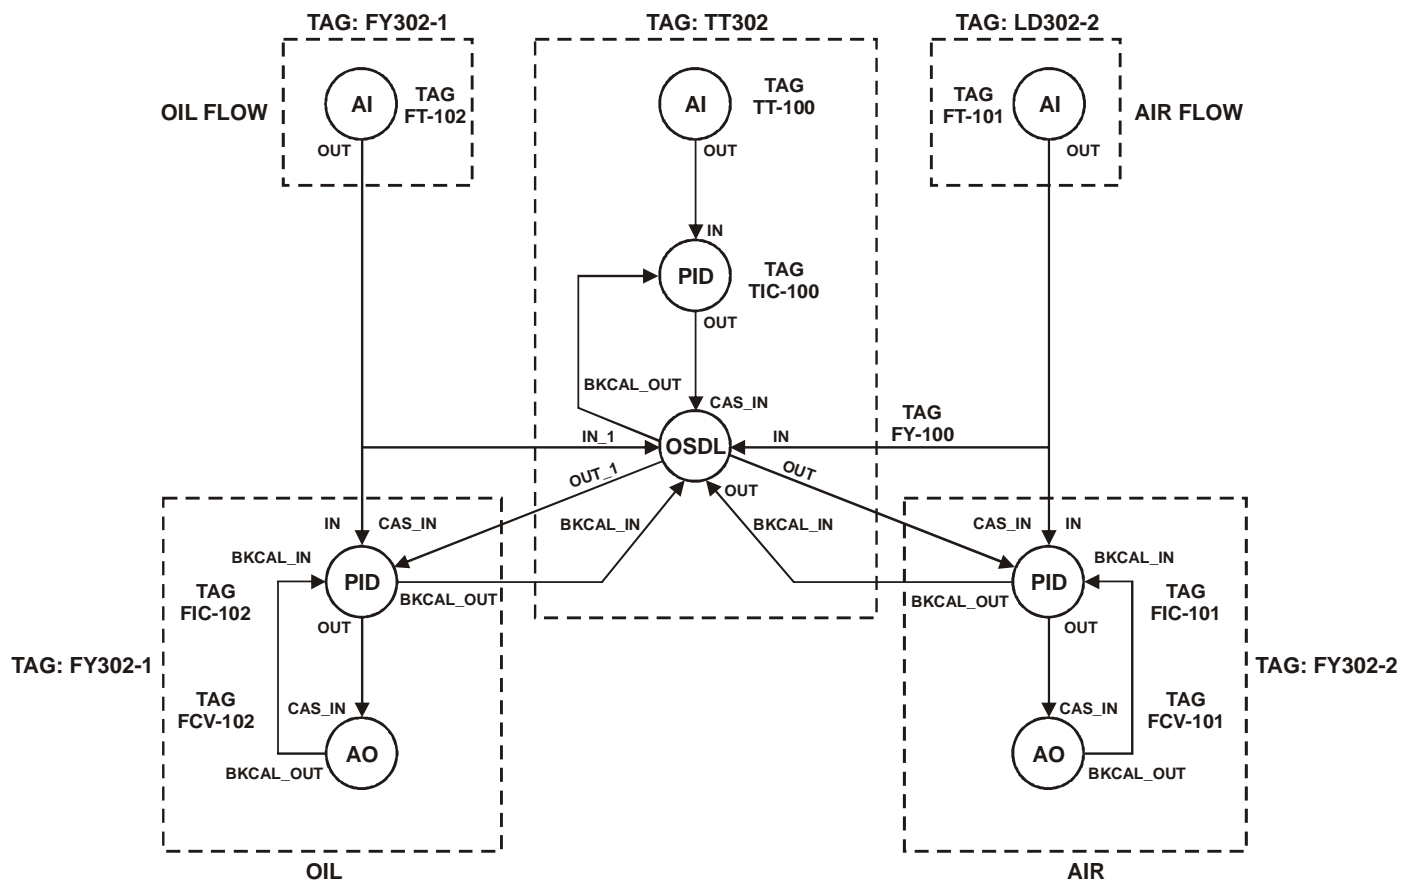 TAG: FY302-1
TAG: TT302
TAG: LD302-2
OIL FLOW
AI
TAG
FT-102
OUT
AI
TAG
TT-100
OUT
TAG
FT-101
AI
OUT
AIR FLOW
IN
PID
TAG
TIC-100
OUT
BKCAL_OUT
CAS_IN
IN_1
OSDL
IN
TAG
FY-100
OUT_1
OUT
OUT
BKCAL_IN
BKCAL_IN
IN
CAS_IN
BKCAL_IN
PID
TAG
FIC-102
BKCAL_OUT
OUT
TAG: FY302-1
TAG
FCV-102
CAS_IN
AO
BKCAL_OUT
OIL
CAS_IN
IN
BKCAL_IN
PID
BKCAL_OUT
TAG
FIC-101
OUT
TAG: FY302-2
TAG
FCV-101
CAS_IN
AO
BKCAL_OUT
AIR